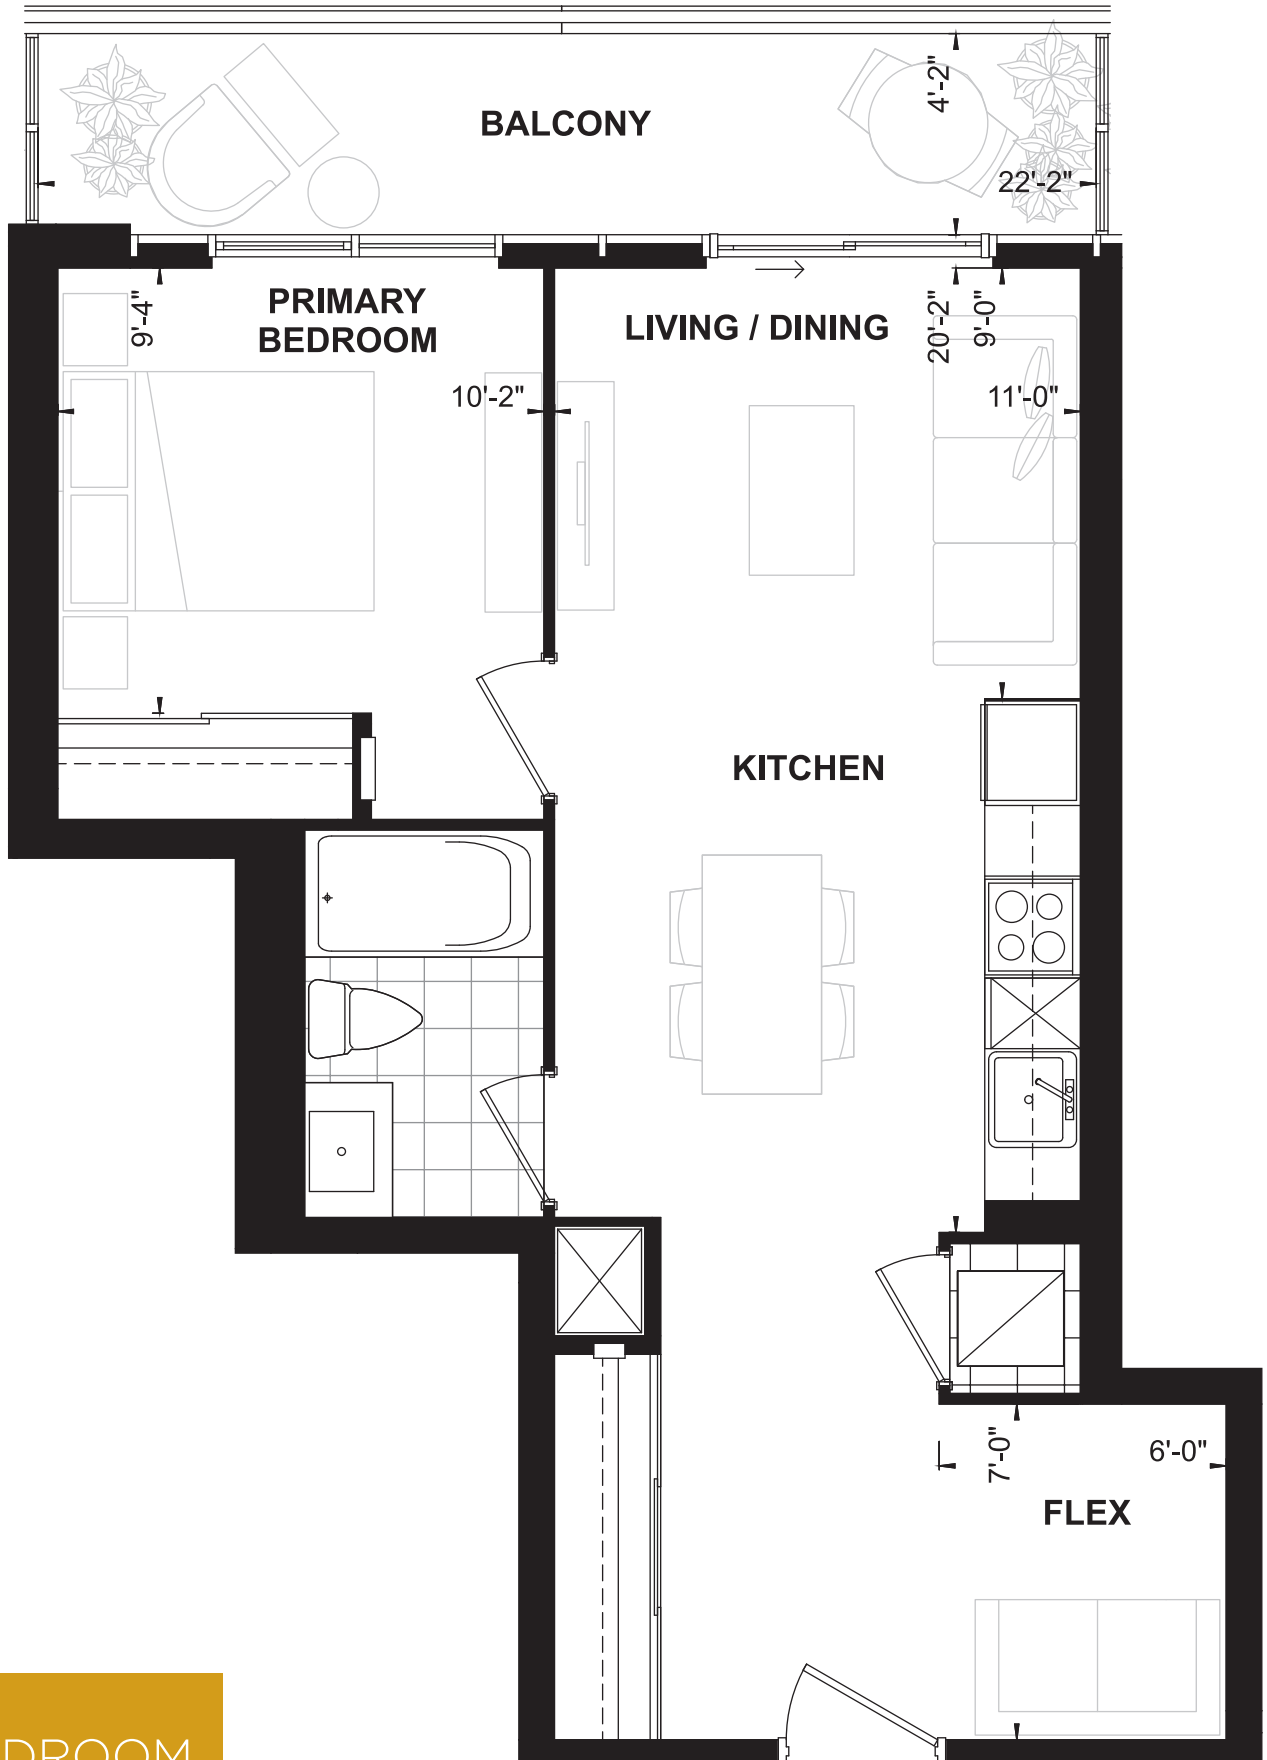 4'-2"
BALCONY
22'-2"
9'-4"
PRIMARY
BEDROOM
LIVING / DINING
20'-2"
9'-0"
10'-2"
11'-0"
KITCHEN
7'-0"
6'-0"
FLEX
DROOM